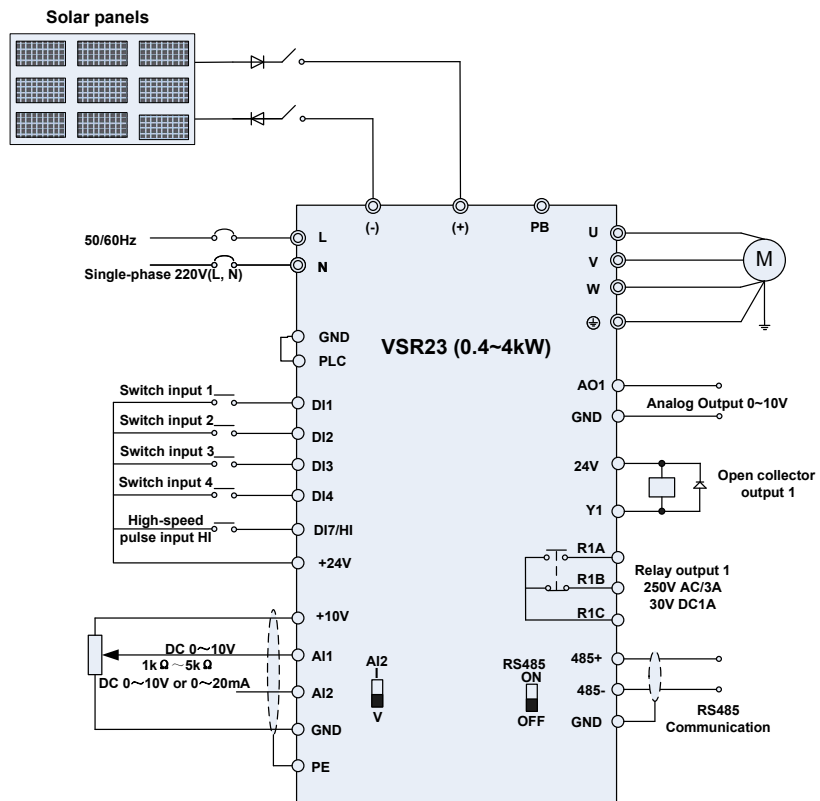 Solar panels
(-)
(+)
PB
50/60Hz
L
Single-phase 220V(L, N)
N
U
V
W
M
VSR23 (0.4~4kW)
GND
PLC
Switch input 1
DI1
Switch input 2
DI2
Switch input 3
DI3
Switch input 4
DI4
High-speed
pulse input HI
DI7/HI
+24V
+10V
DC 0～10V
AI1
1kΩ～5kΩ
DC 0～10V or 0～20mA
AI2
GND
PE
AI2
I
V
RS485
ON
OFF
AO1
GND
Analog Output 0~10V
24V
Y1
Open collector
output 1
R1A
R1B
R1C
Relay output 1
250V AC/3A
30V DC1A
485+
485-
GND
RS485
Communication